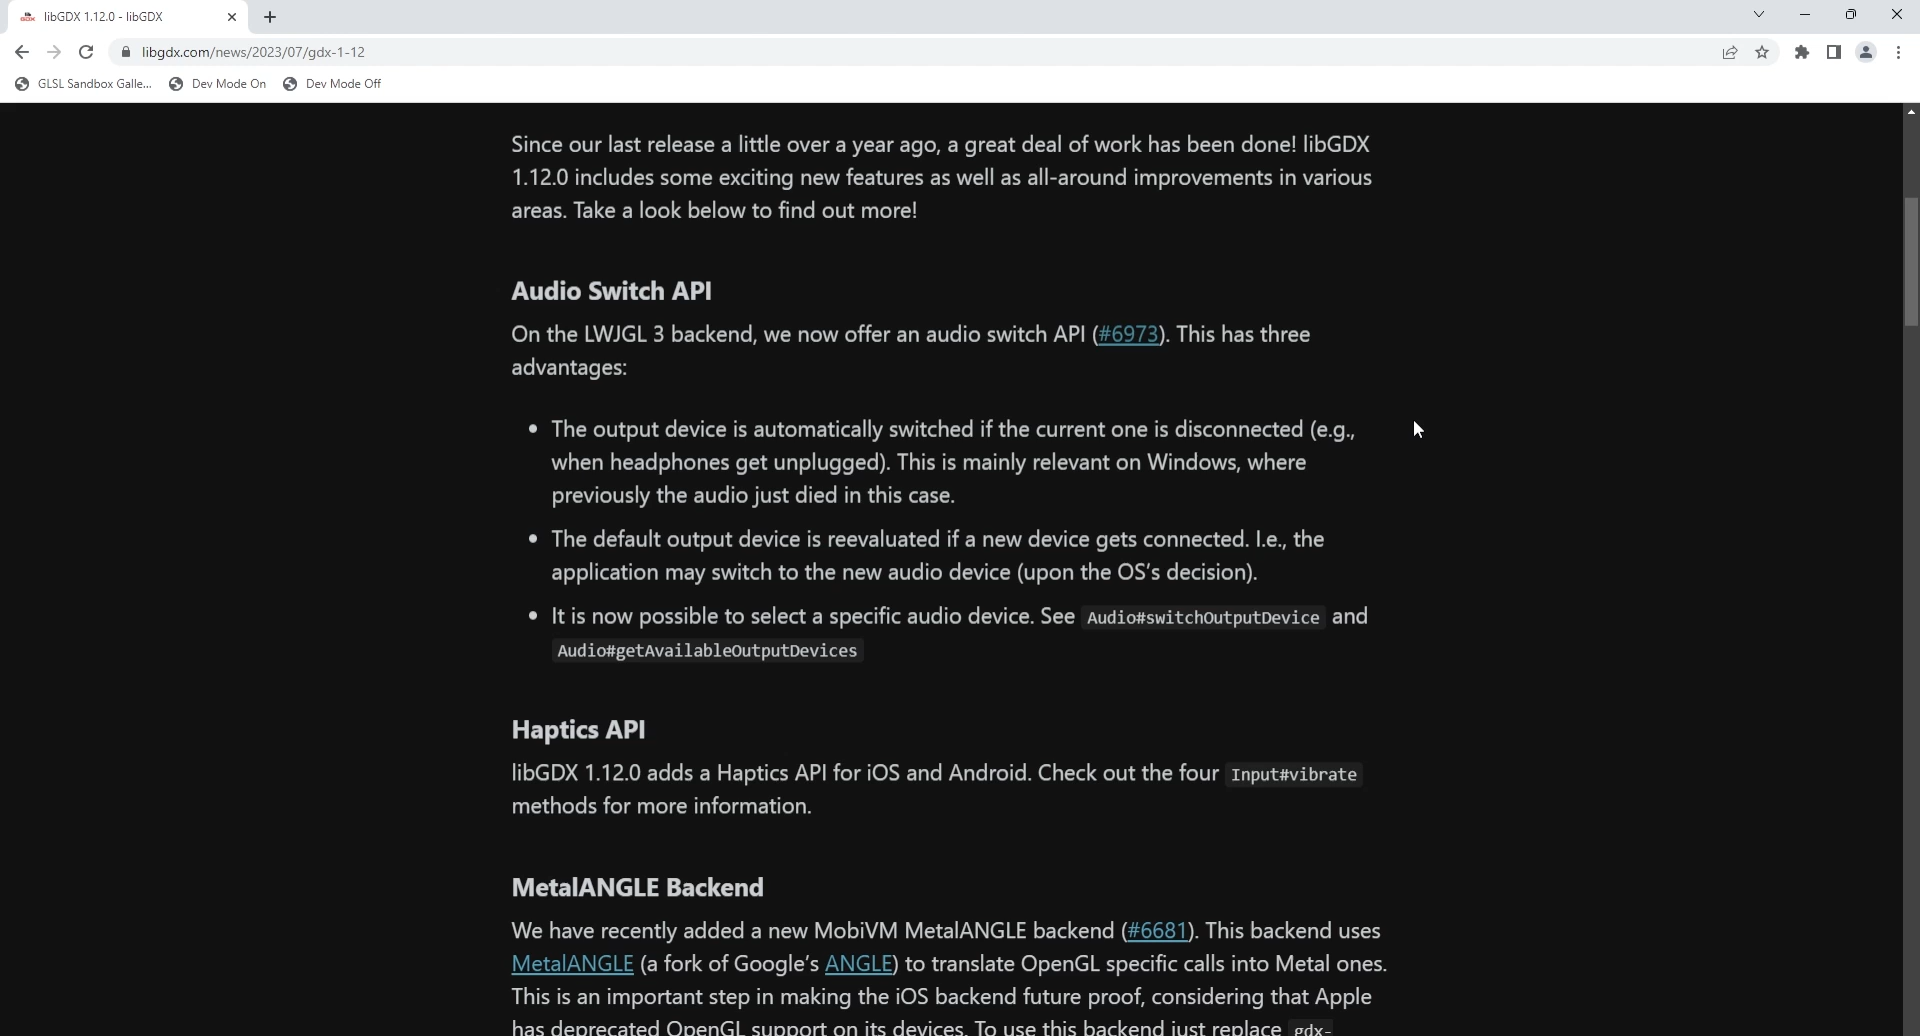 libGDX 1.12.0 - libGDX
libgdx.com/news/2023/07/gdx-1-12
GLSL Sandbox Galle... Dev Mode On Dev Mode Off
Since our last release a little over a year ago, a great deal of work has been done! libGDX
1.12.0 includes some exciting new features as well as all-around improvements in various
areas. Take a look below to find out more!
Audio Switch API
On the LWJGL 3 backend, we now offer an audio switch API (#6973). This has three
advantages:
• The output device is automatically switched if the current one is disconnected (e.g.,
when headphones get unplugged). This is mainly relevant on Windows, where
previously the audio just died in this case.
• The default output device is reevaluated if a new device gets connected. I.e., the
application may switch to the new audio device (upon the OS's decision).
• It is now possible to select a specific audio device. See Audio#switchOutputDevice and
Audio#getAvailableOutputDevices
Haptics API
libGDX 1.12.0 adds a Haptics API for iOS and Android. Check out the four Input#vibrate
methods for more information.
MetalANGLE Backend
We have recently added a new MobiVM MetalANGLE backend (#6681). This backend uses
MetalANGLE (a fork of Google's ANGLE) to translate OpenGL specific calls into Metal ones.
This is an important step in making the iOS backend future proof, considering that Apple
has deprecated OpenGL support on its devices. To use this backend just replace gdx-